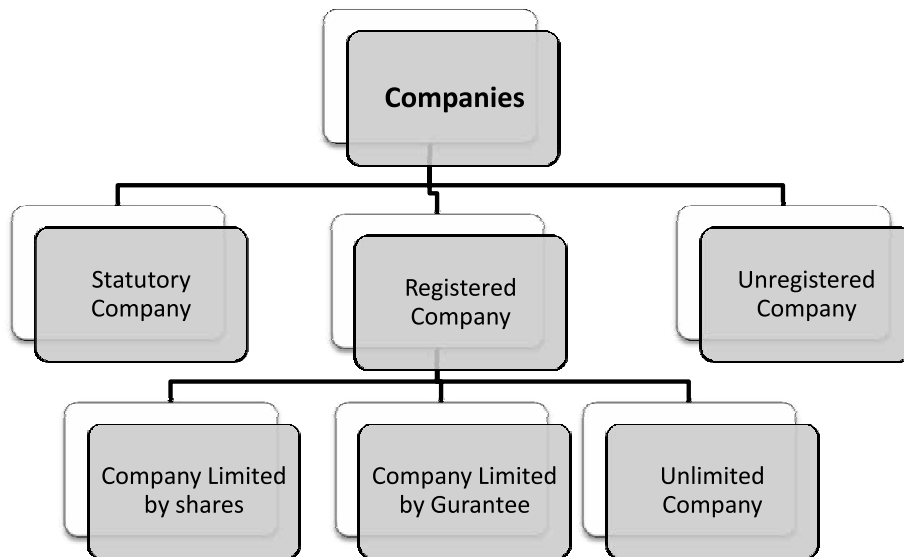 Companies
Statutory
Company
Registered
Company
Unregistered
Company
Company Limited
by shares
Company Limited
by Gurantee
Unlimited
Company